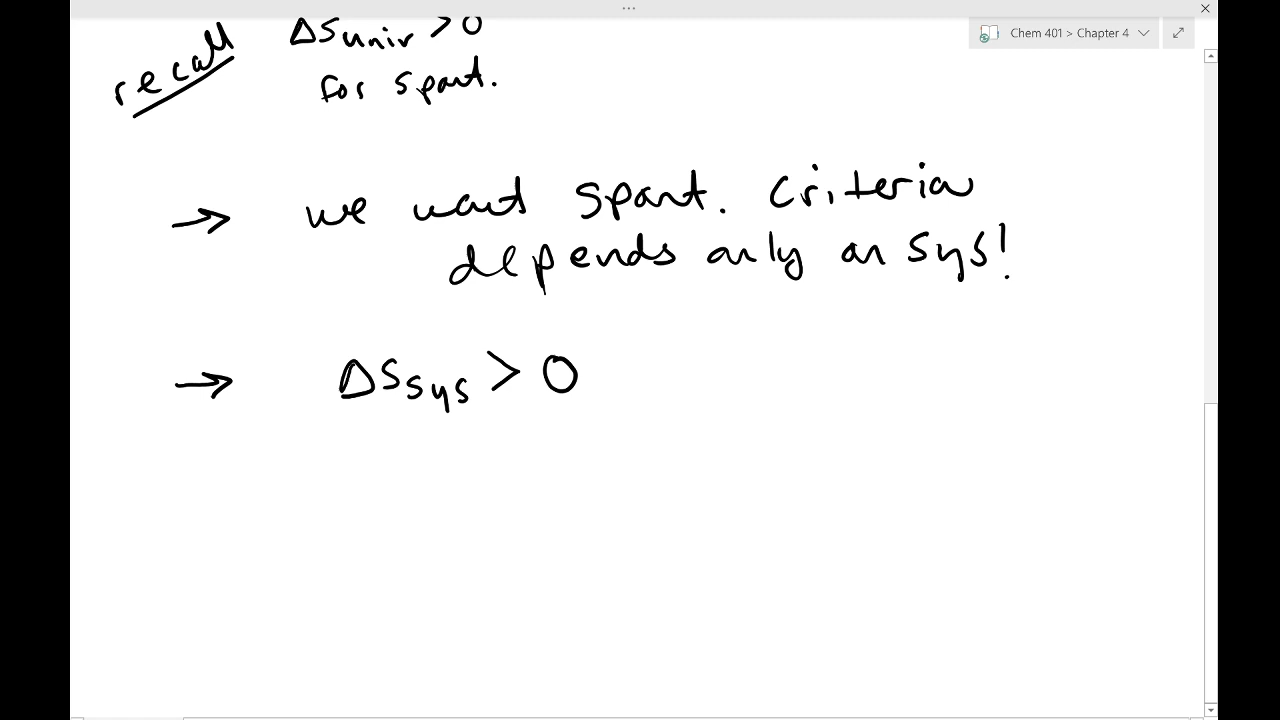 Chem 401 > Chapter 4
recall ΔSuniv > 0
for spont.
→ we want spont. criteria
depends only on sys!
→ ΔSsys > 0